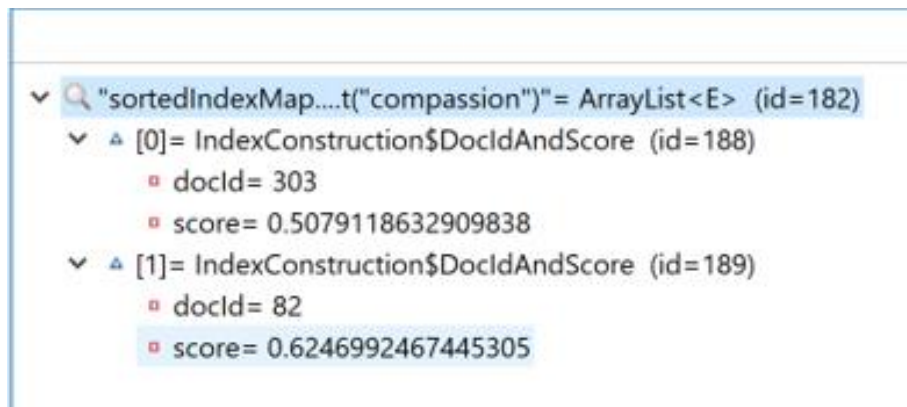 "sortedIndexMap....t("compassion")"= ArrayList<E> (id=182)
[0]= IndexConstruction$DocIdAndScore (id=188)
docId= 303
score= 0.5079118632909838
[1]= IndexConstruction$DocIdAndScore (id=189)
docId= 82
score= 0.6246992467445305